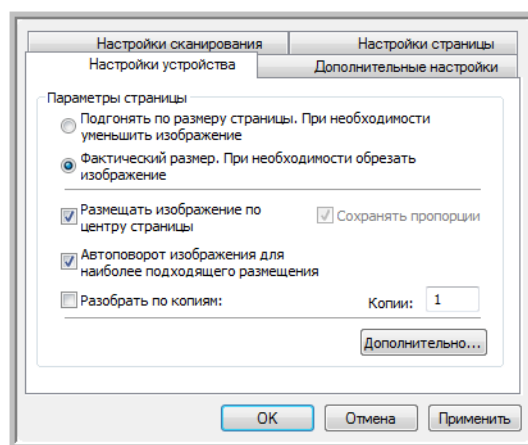 Настройки сканирования
Настройки страницы
Настройки устройства
Дополнительные настройки
Параметры страницы
Подгонять по размеру страницы. При необходимости
уменьшить изображение
Фактический размер. При необходимости обрезать
изображение
Размещать изображение по
центру страницы
Сохранять пропорции
Автоповорот изображения для
наиболее подходящего размещения
Разобрать по копиям:
Копии: 1
Дополнительно...
OK
Отмена
Применить